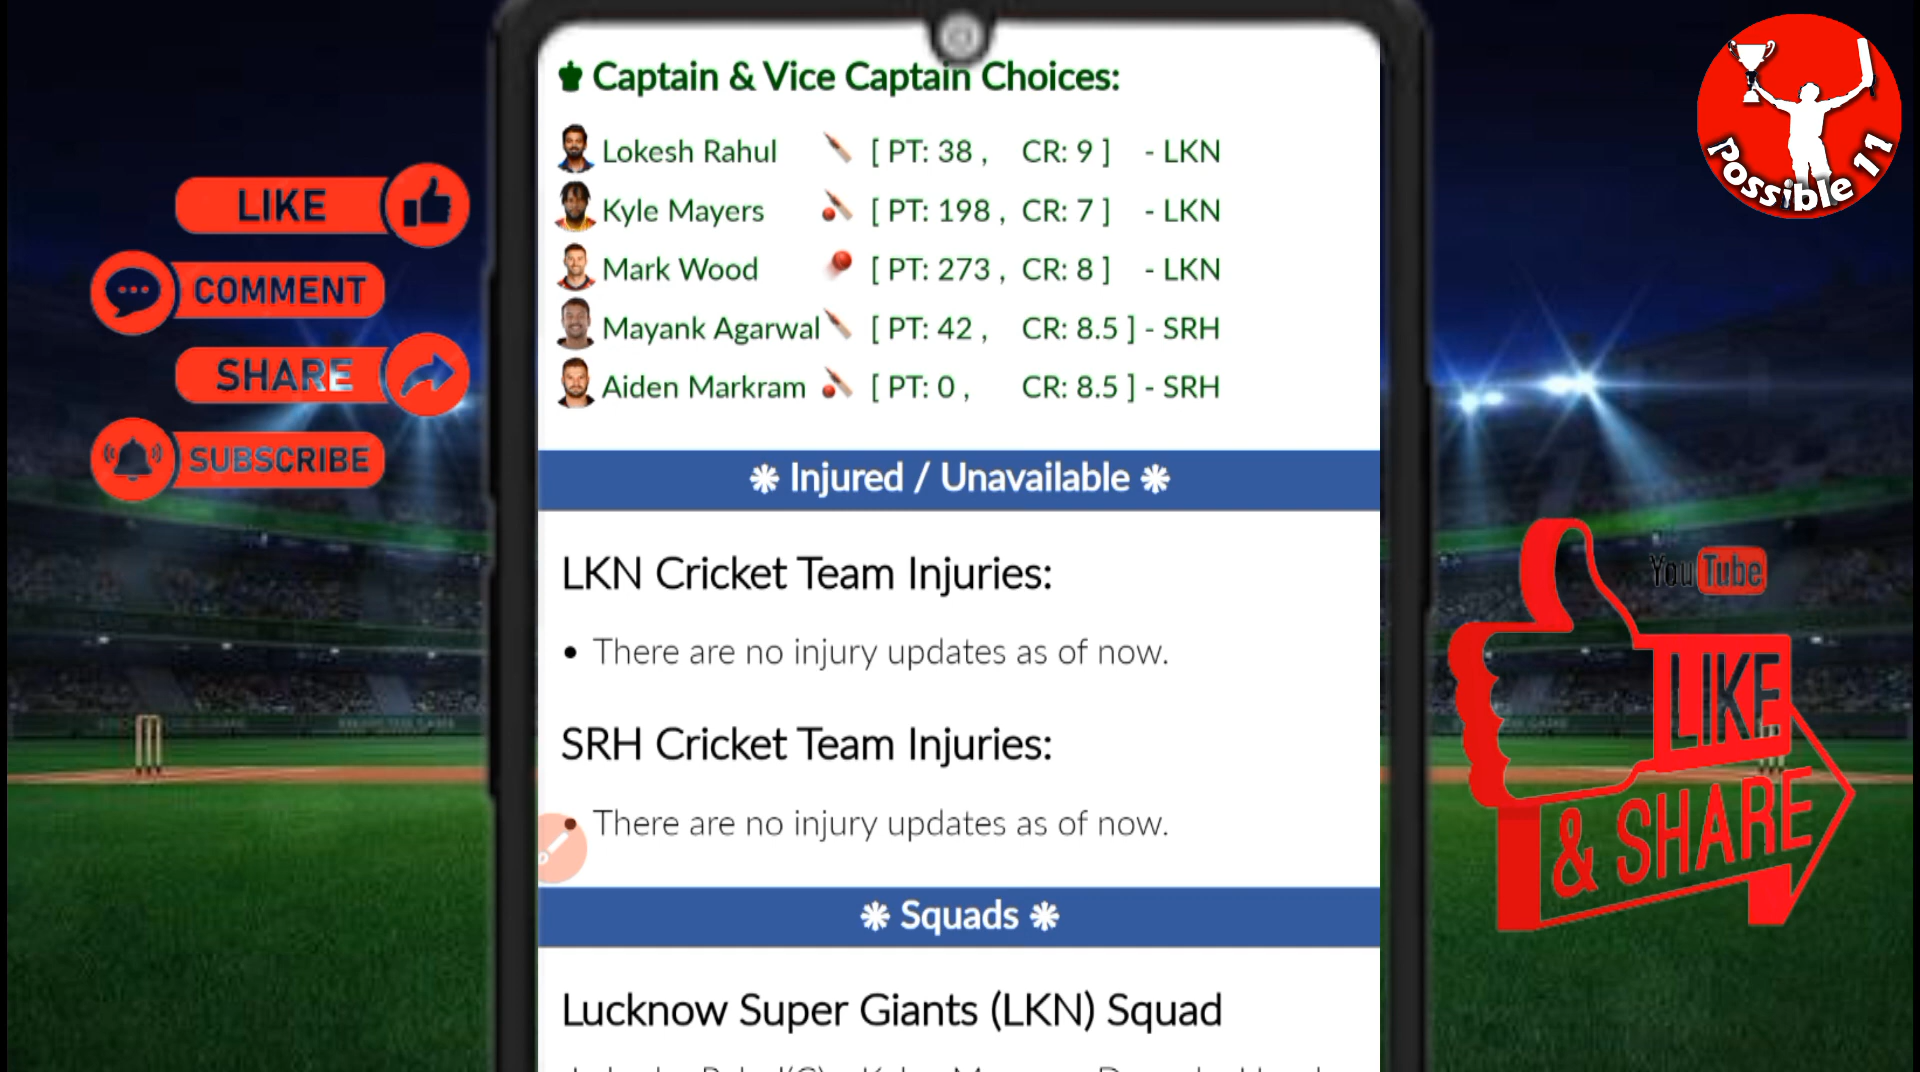 Captain & Vice Captain Choices:
Lokesh Rahul [ PT: 38 , CR: 9 ] - LKN
Kyle Mayers [ PT: 198 , CR: 7 ] - LKN
Mark Wood [ PT: 273 , CR: 8 ] - LKN
Mayank Agarwal [ PT: 42 , CR: 8.5 ] - SRH
Aiden Markram [ PT: 0 , CR: 8.5 ] - SRH
Injured / Unavailable
LKN Cricket Team Injuries:
• There are no injury updates as of now.
SRH Cricket Team Injuries:
• There are no injury updates as of now.
Squads
Lucknow Super Giants (LKN) Squad
LIKE
COMMENT
SHARE
SUBSCRIBE
Possible 11
YouTube
LIKE
& SHARE